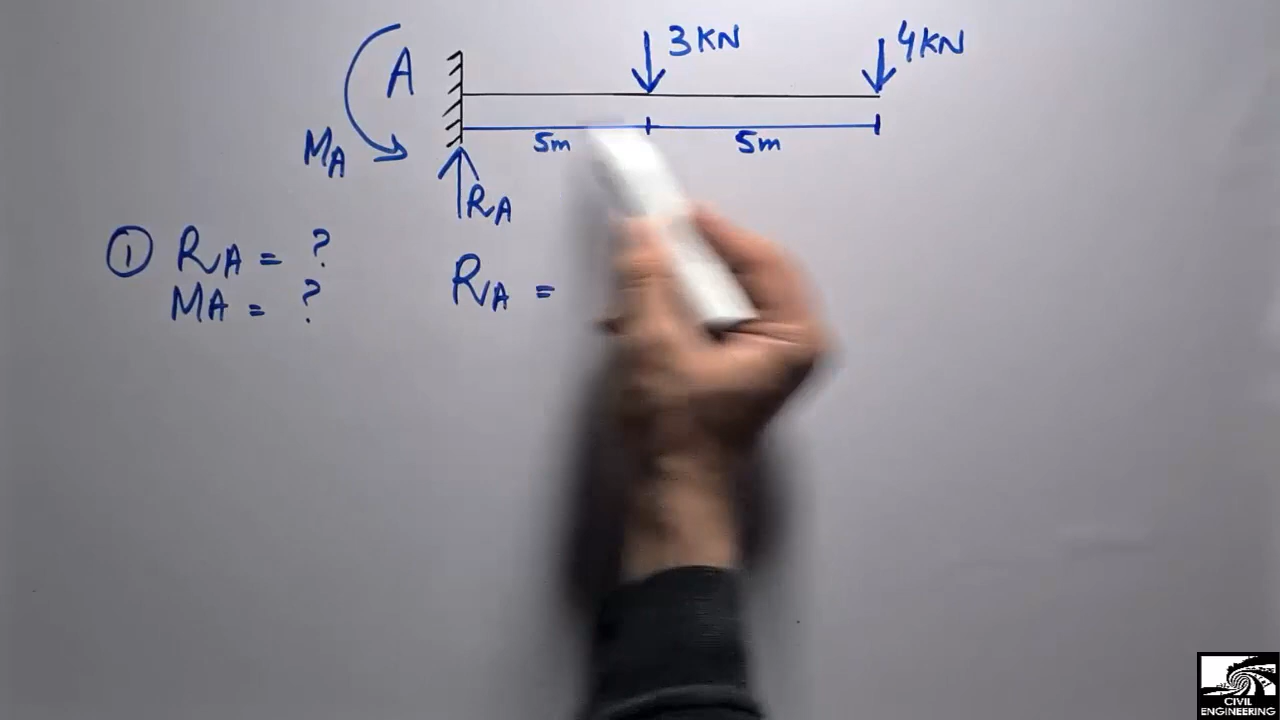 3KN
4KN
A
MA
5m
5m
RA
① RA = ?
MA = ?
RA =
CIVIL
ENGINEERING